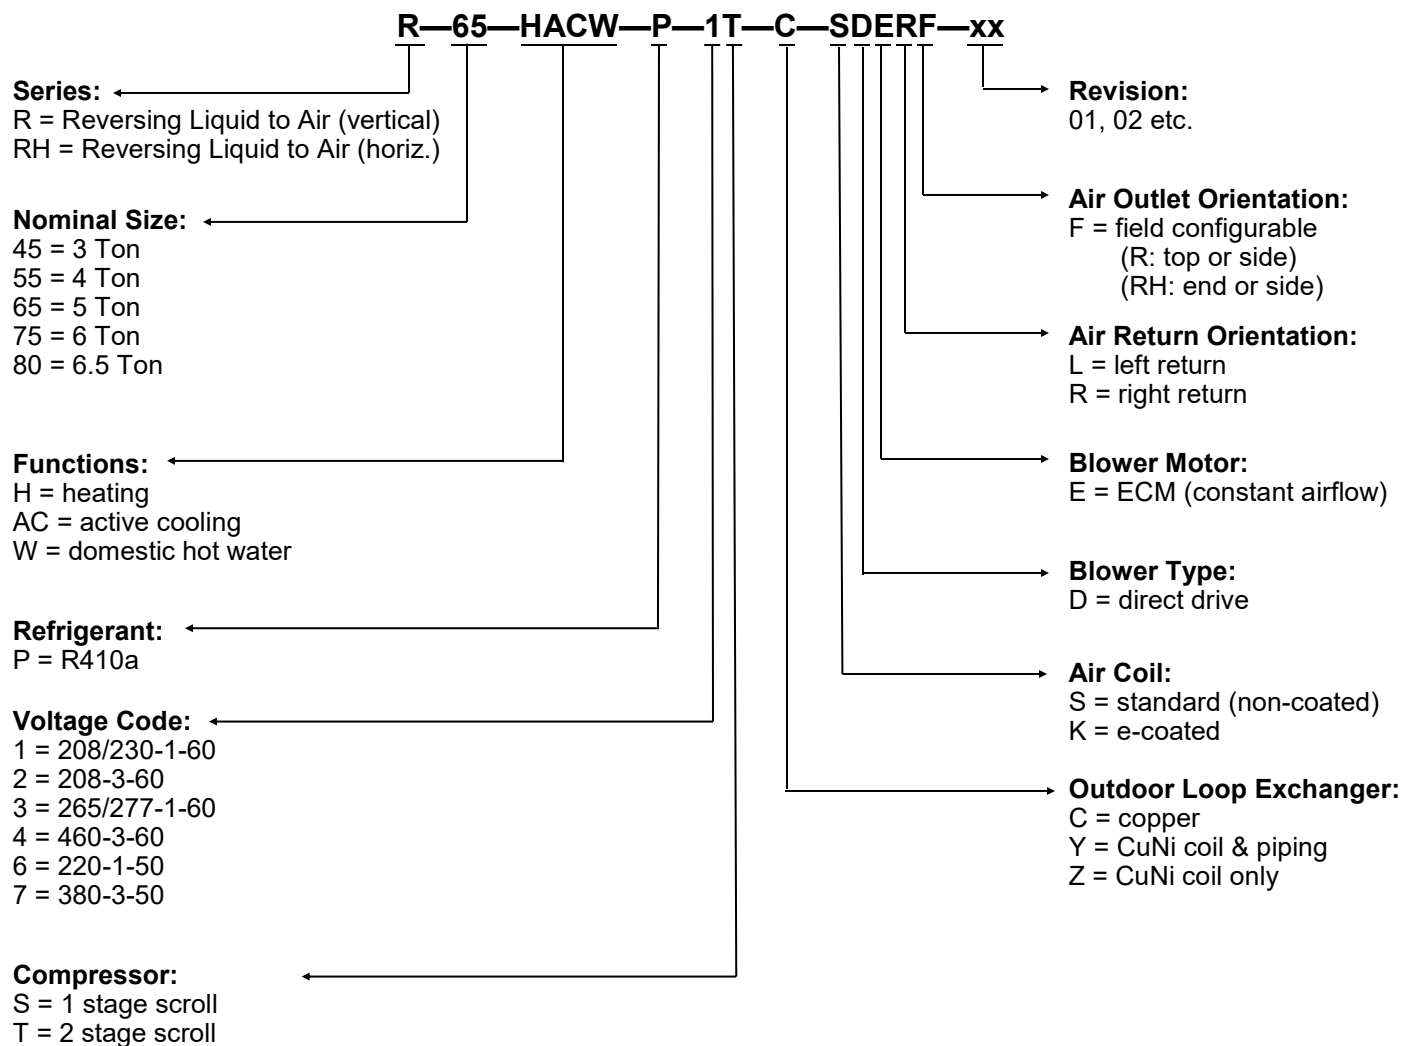 R—65—HACW—P—1T—C—SDERF—xx
Series:
R = Reversing Liquid to Air (vertical)
RH = Reversing Liquid to Air (horiz.)
Nominal Size:
45 = 3 Ton
55 = 4 Ton
65 = 5 Ton
75 = 6 Ton
80 = 6.5 Ton
Functions:
H = heating
AC = active cooling
W = domestic hot water
Refrigerant:
P = R410a
Voltage Code:
1 = 208/230-1-60
2 = 208-3-60
3 = 265/277-1-60
4 = 460-3-60
6 = 220-1-50
7 = 380-3-50
Compressor:
S = 1 stage scroll
T = 2 stage scroll
Revision:
01, 02 etc.
Air Outlet Orientation:
F = field configurable
(R: top or side)
(RH: end or side)
Air Return Orientation:
L = left return
R = right return
Blower Motor:
E = ECM (constant airflow)
Blower Type:
D = direct drive
Air Coil:
S = standard (non-coated)
K = e-coated
Outdoor Loop Exchanger:
C = copper
Y = CuNi coil & piping
Z = CuNi coil only